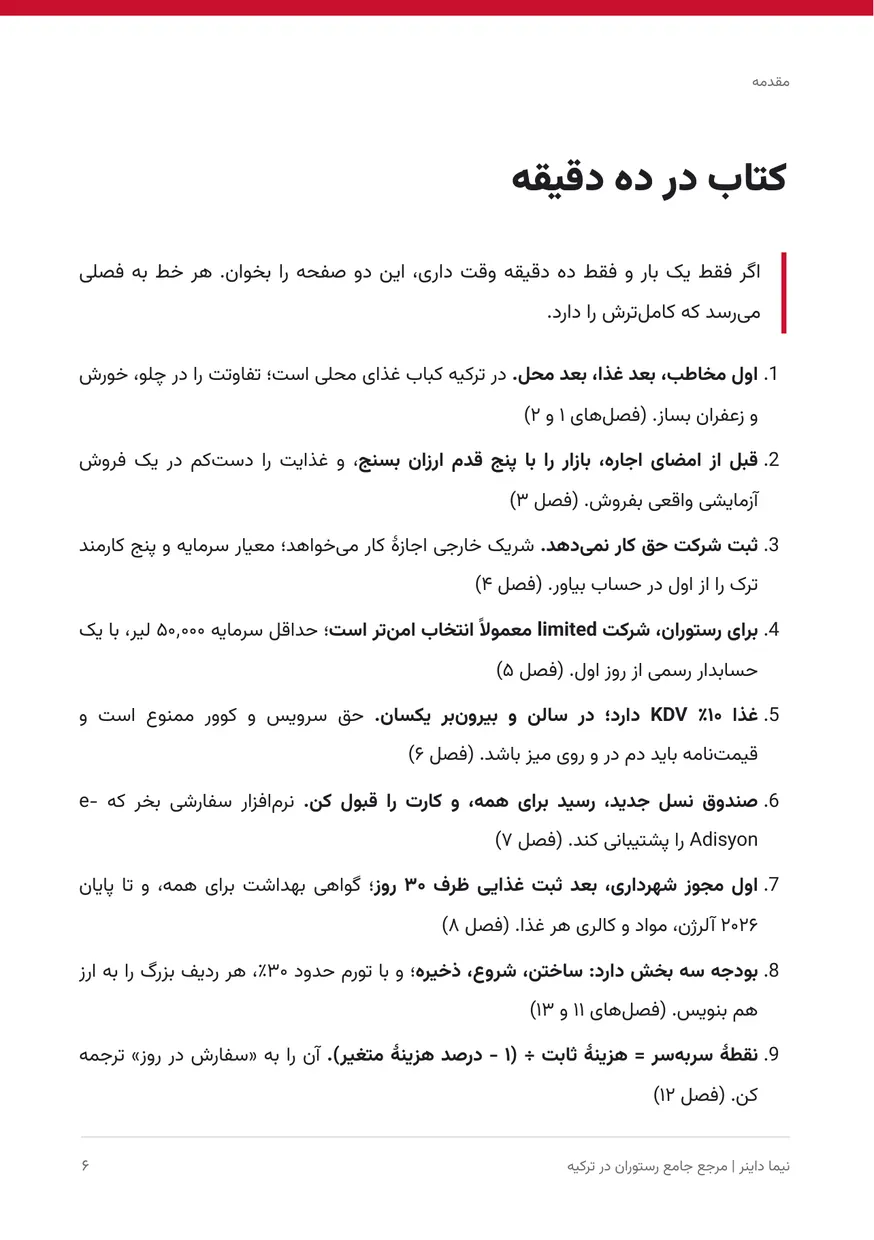 مقدمه
کتاب در ده دقیقه
اگر فقط یک بار و فقط ده دقیقه وقت داری، این دو صفحه را بخوان. هر خط به فصلی
می‌رسد که کامل‌ترش را دارد.
1. اول مخاطب، بعد غذا، بعد محل. در ترکیه کباب غذای محلی است؛ تفاوتت را در چلو، خورش
و زعفران بساز. (فصل‌های ۱ و ۲)
2. قبل از امضای اجاره، بازار را با پنج قدم ارزان بسنج، و غذایت را دست‌کم در یک فروش
آزمایشی واقعی بفروش. (فصل ۳)
3. ثبت شرکت حق کار نمی‌دهد. شریک خارجی اجازهٔ کار می‌خواهد؛ معیار سرمایه و پنج کارمند
ترک را از اول در حساب بیاور. (فصل ۴)
4. برای رستوران، شرکت limited معمولاً انتخاب امن‌تر است؛ حداقل سرمایه ۵۰,۰۰۰ لیر، با یک
حسابدار رسمی از روز اول. (فصل ۵)
5. غذا ۱۰٪ KDV دارد؛ در سالن و بیرون‌بر یکسان. حق سرویس و کوور ممنوع است و
قیمت‌نامه باید دم در و روی میز باشد. (فصل ۶)
6. صندوق نسل جدید، رسید برای همه، و کارت را قبول کن. نرم‌افزار سفارشی بخر که e-
Adisyon را پشتیبانی کند. (فصل ۷)
7. اول مجوز شهرداری، بعد ثبت غذایی ظرف ۳۰ روز؛ گواهی بهداشت برای همه، و تا پایان
۲۰۲۶ آلرژن، مواد و کالری هر غذا. (فصل ۸)
8. بودجه سه بخش دارد: ساختن، شروع، ذخیره؛ و با تورم حدود ۳۰٪، هر ردیف بزرگ را به ارز
هم بنویس. (فصل‌های ۱۱ و ۱۳)
9. نقطهٔ سربه‌سر = هزینهٔ ثابت ÷ (۱ - درصد هزینهٔ متغیر). آن را به «سفارش در روز» ترجمه
کن. (فصل ۱۲)
نیما داینر | مرجع جامع رستوران در ترکیه
۶